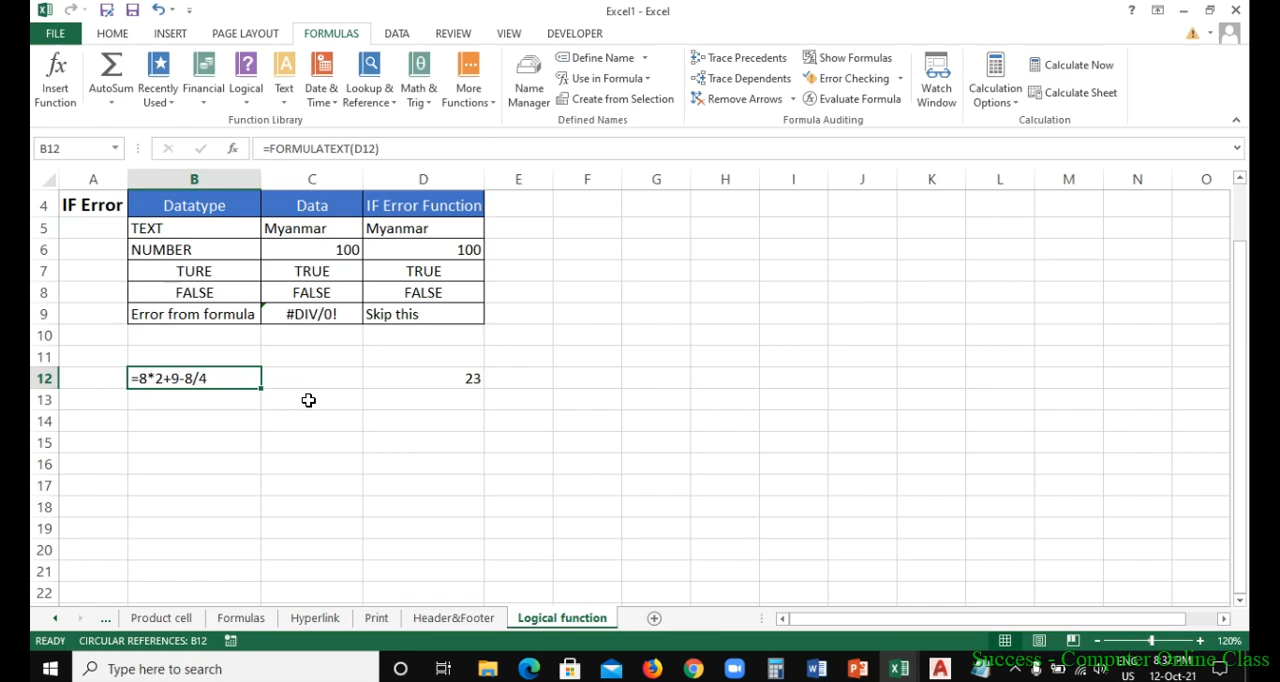 Excel1 - Excel
FILE HOME INSERT PAGE LAYOUT FORMULAS DATA REVIEW VIEW DEVELOPER
Insert Function
AutoSum
Recently Used
Financial
Logical
Text
Date & Time
Lookup & Reference
Math & Trig
More Functions
Function Library
Name Manager
Define Name
Use in Formula
Create from Selection
Defined Names
Trace Precedents
Trace Dependents
Remove Arrows
Show Formulas
Error Checking
Evaluate Formula
Formula Auditing
Watch Window
Calculation Options
Calculate Now
Calculate Sheet
Calculation
B12 fx =FORMULATEXT(D12)
A B C D E F G H I J K L M N O
4 IF Error Datatype Data IF Error Function
5 TEXT Myanmar Myanmar
6 NUMBER 100 100
7 TURE TRUE TRUE
8 FALSE FALSE FALSE
9 Error from formula #DIV/0! Skip this
10
11
12 =8*2+9-8/4 23
13
14
15
16
17
18
19
20
21
22
... Product cell Formulas Hyperlink Print Header&Footer Logical function
READY CIRCULAR REFERENCES: B12 120%
Type here to search
Success - Computer Online Class
ENG
US 12-Oct-21